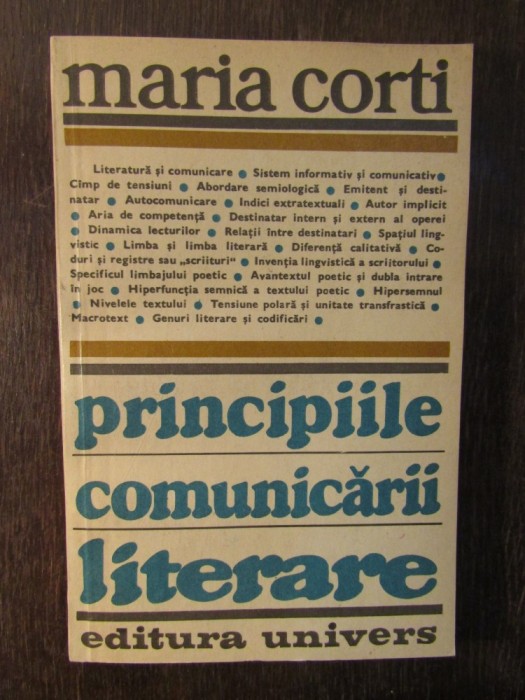 maria corti
Literatură și comunicare ● Sistem informativ și comunicativ ●
Cîmp de tensiuni ● Abordare semiologică ● Emitent și desti-
natar ● Autocomunicare ● Indici extratextuali ● Autor implicit
● Aria de competență ● Destinatar intern și extern al operei
● Dinamica lecturilor ● Relații între destinatari ● Spațiul ling-
vistic ● Limba și limba literară ● Diferență calitativă ● Co-
duri și registre sau „scriituri” ● Invenția lingvistică a scriitorului ●
Specificul limbajului poetic ● Avantextul poetic și dubla intrare
în joc ● Hiperfuncția semnică a textului poetic ● Hipersemnul
● Nivelele textului ● Tensiune polară și unitate transfrastică ●
Macrotext ● Genuri literare și codificări ●
principiile
comunicării
literare
editura univers